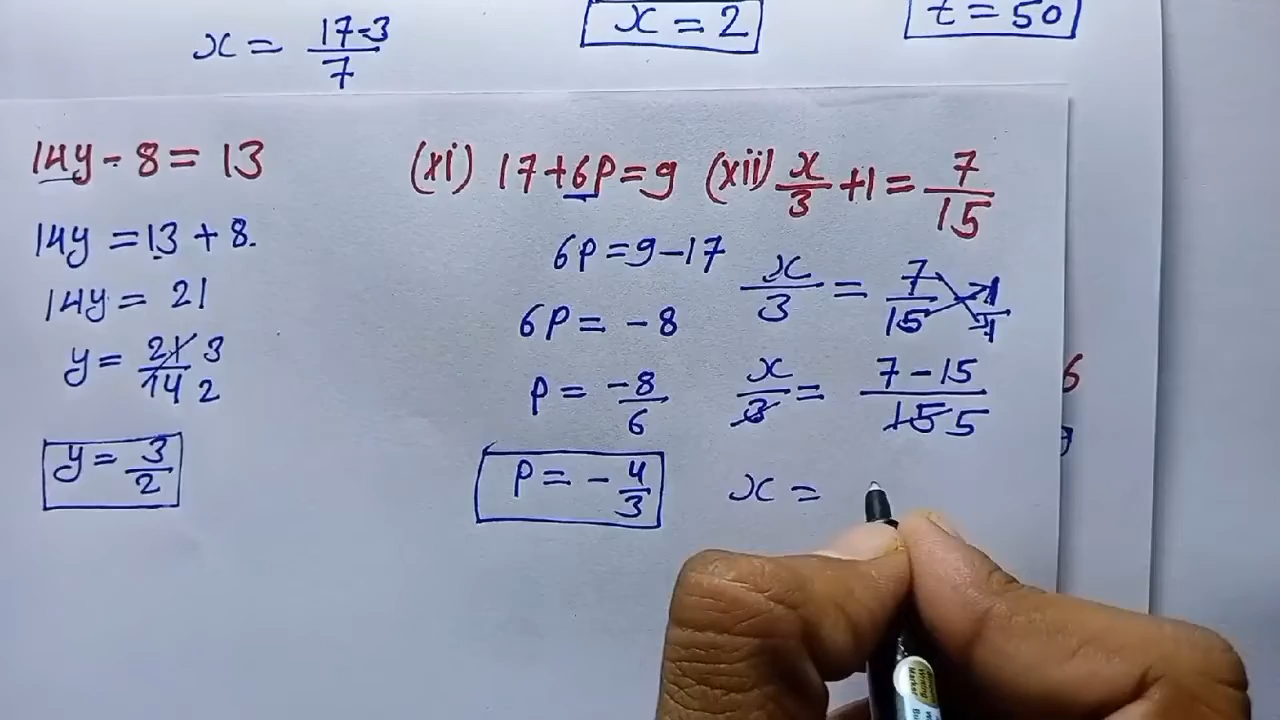 x = 17-3/7
x = 2
t = 50
14y - 8 = 13
14y = 13 + 8.
14y = 21
y = 21/14 3/2
y = 3/2
(xi) 17+6P=9
6P=9-17
6P = -8
P = -8/6
P = -4/3
(xii) x/3 +1 = 7/15
x/3 = 7/15 - 1/1
x/3 = 7-15/15 5
x =
6